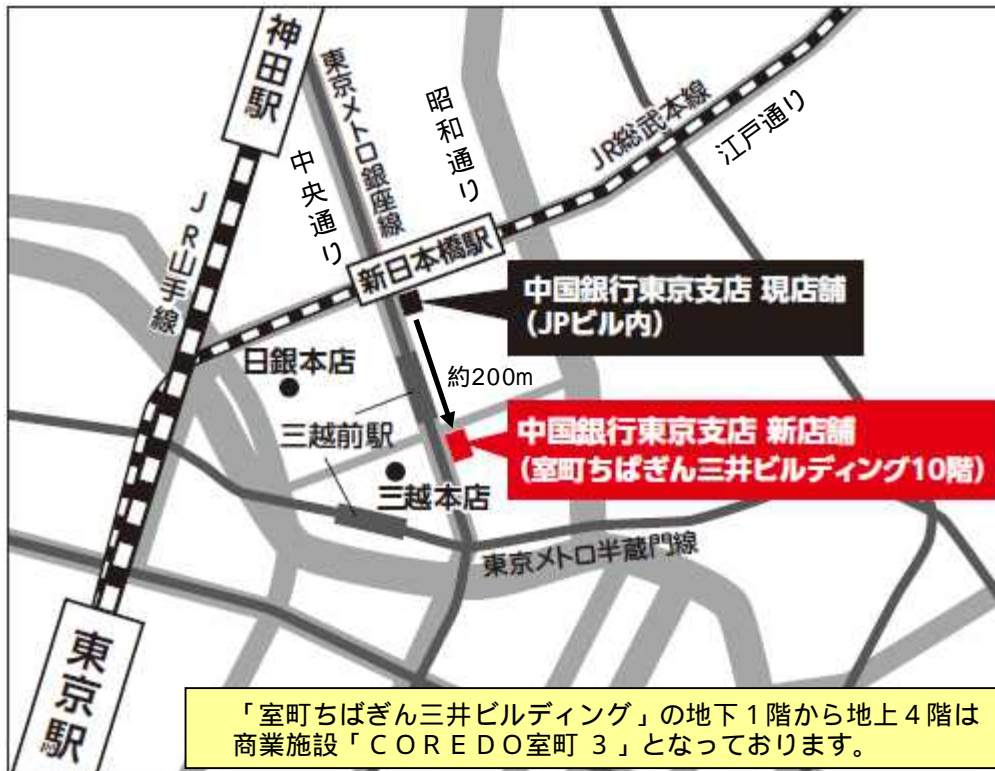 神田駅
東京メトロ銀座線
昭和通り
中央通り
JR総武本線
江戸通り
JR山手線
新日本橋駅
中国銀行東京支店 現店舗
（JPビル内）
日銀本店
約200m
三越前駅
中国銀行東京支店 新店舗
（室町ちばぎん三井ビルディング10階）
三越本店
東京メトロ半蔵門線
東京駅
「室町ちばぎん三井ビルディング」の地下１階から地上４階は
商業施設「ＣＯＲＥＤＯ室町 ３」となっております。